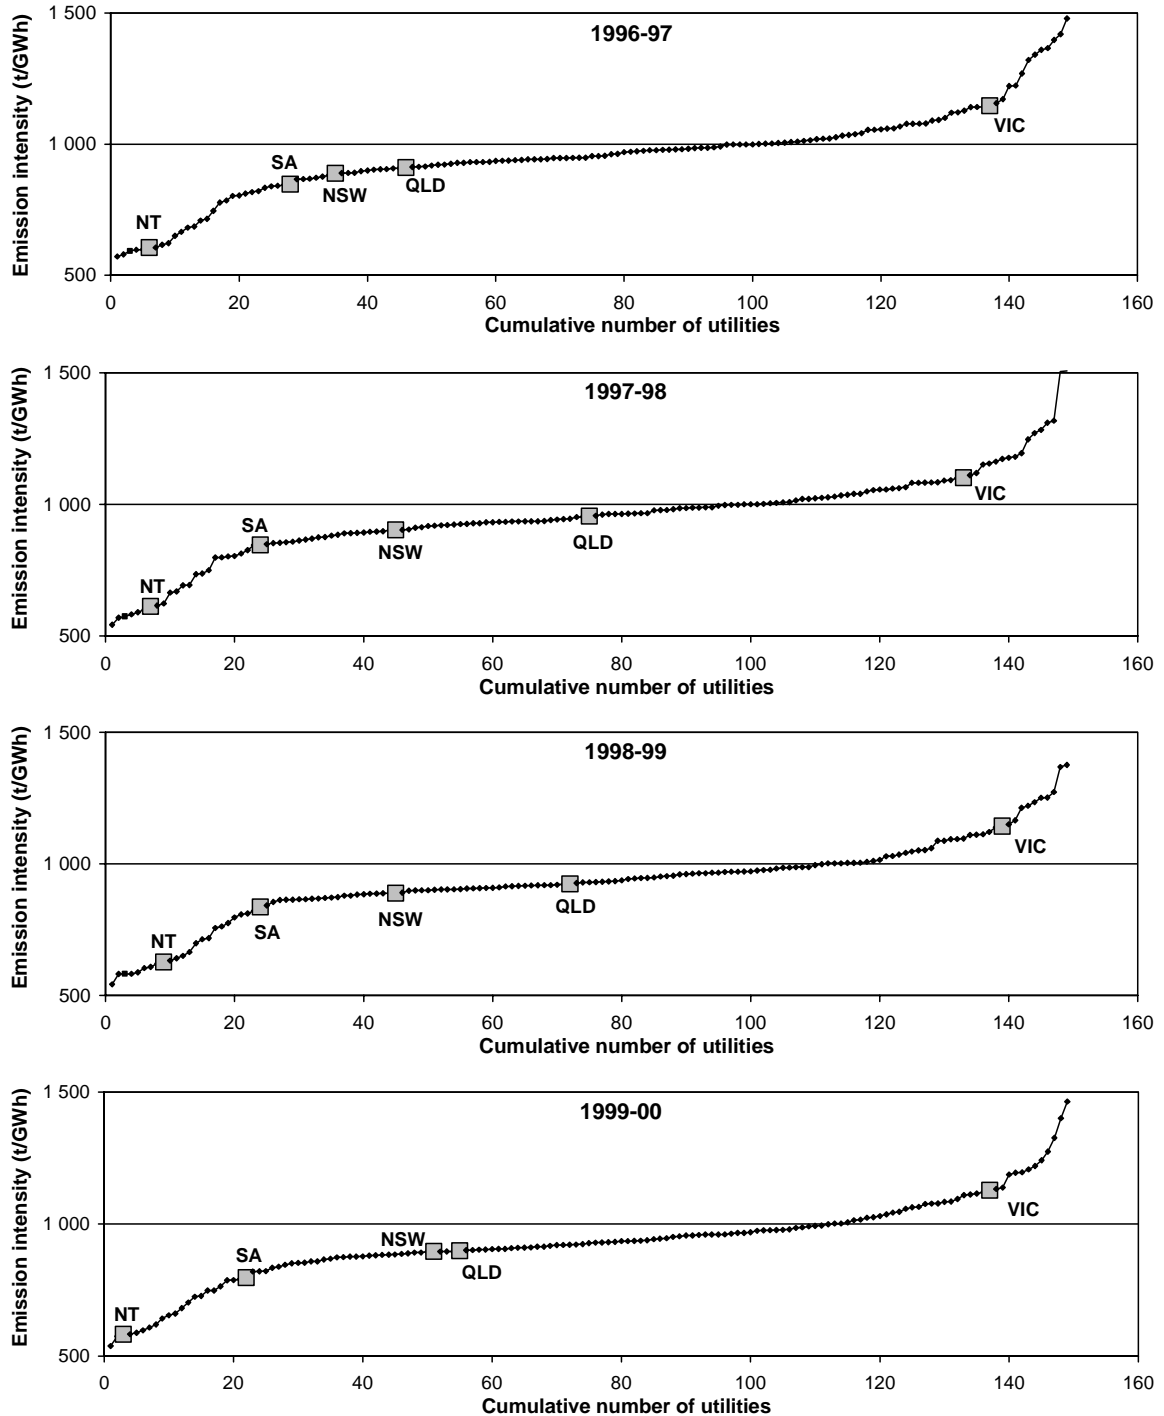 1996-97
Emission intensity (t/GWh)
1 500
1 000
500
NT
SA
NSW
QLD
VIC
0 20 40 60 80 100 120 140 160
Cumulative number of utilities
1997-98
Emission intensity (t/GWh)
1 500
1 000
500
NT
SA
NSW
QLD
VIC
0 20 40 60 80 100 120 140 160
Cumulative number of utilities
1998-99
Emission intensity (t/GWh)
1 500
1 000
500
NT
SA
NSW
QLD
VIC
0 20 40 60 80 100 120 140 160
Cumulative number of utilities
1999-00
Emission intensity (t/GWh)
1 500
1 000
500
NT
SA
NSW
QLD
VIC
0 20 40 60 80 100 120 140 160
Cumulative number of utilities